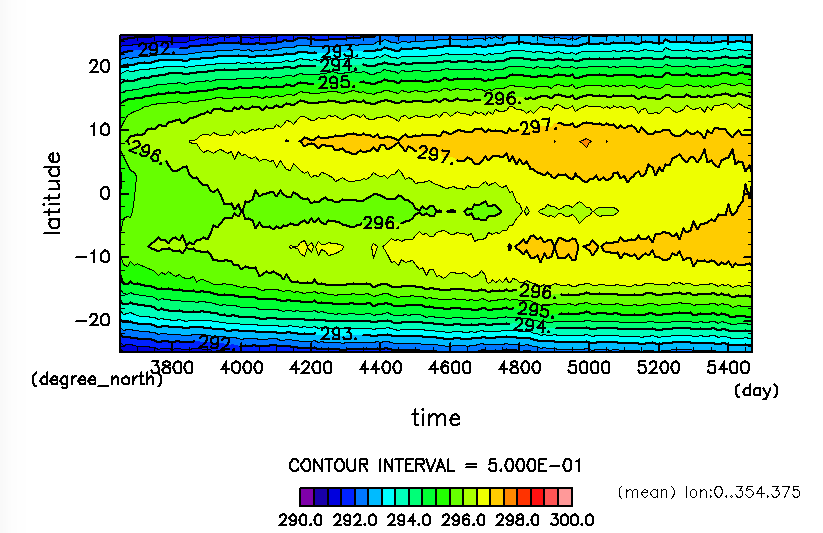 292.
293.
294.
295.
296.
297.
297.
296.
296.
296.
295.
294.
293.
292.
20
10
0
−10
−20
latitude
(degree_north)
3800 4000 4200 4400 4600 4800 5000 5200 5400
(day)
time
CONTOUR INTERVAL = 5.000E−01
(mean) lon:0..354.375
290.0 292.0 294.0 296.0 298.0 300.0